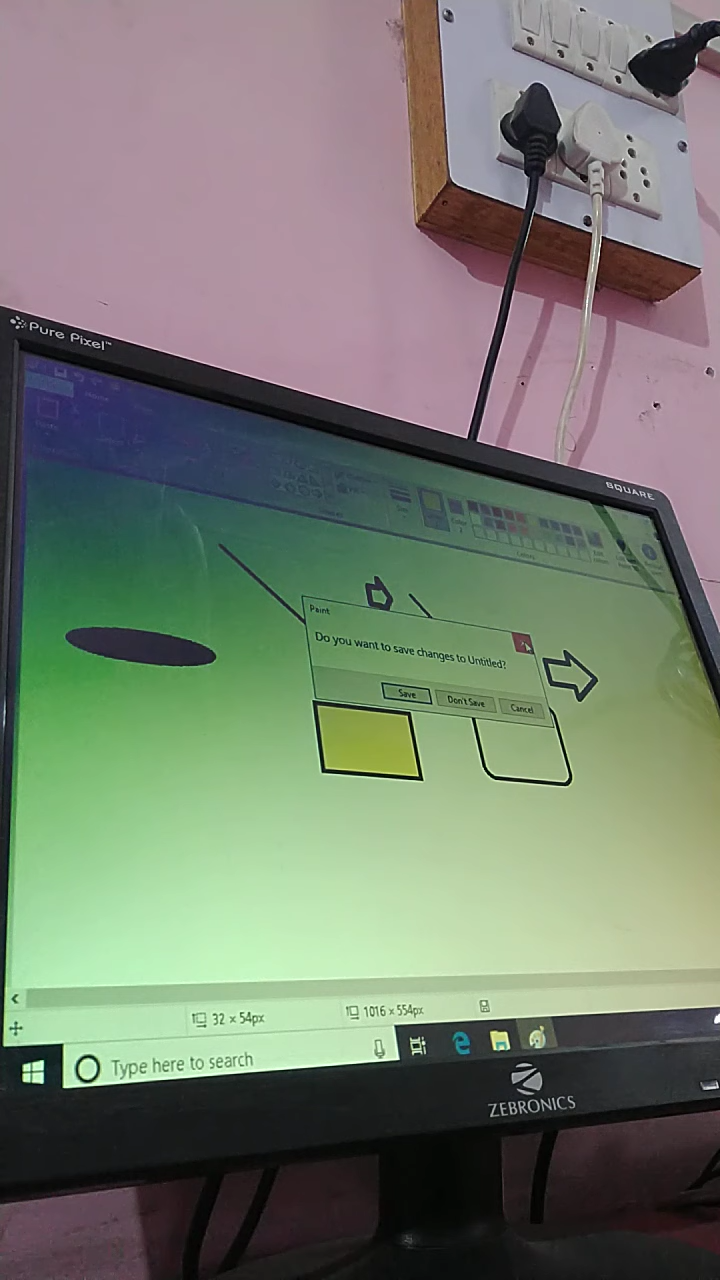 Pure Pixel™
SQUARE
Paint
Do you want to save changes to Untitled?
Save
Don't Save
Cancel
32 × 54px
1016 × 554px
Type here to search
ZEBRONICS